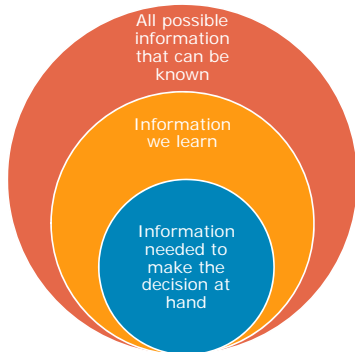 All possible
information
that can be
known
Information
we learn
Information
needed to
make the
decision at
hand